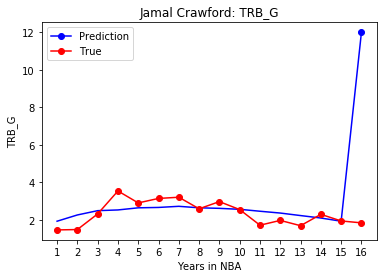 Jamal Crawford: TRB_G
Prediction
True
12
10
8
6
4
2
TRB_G
1 2 3 4 5 6 7 8 9 10 11 12 13 14 15 16
Years in NBA